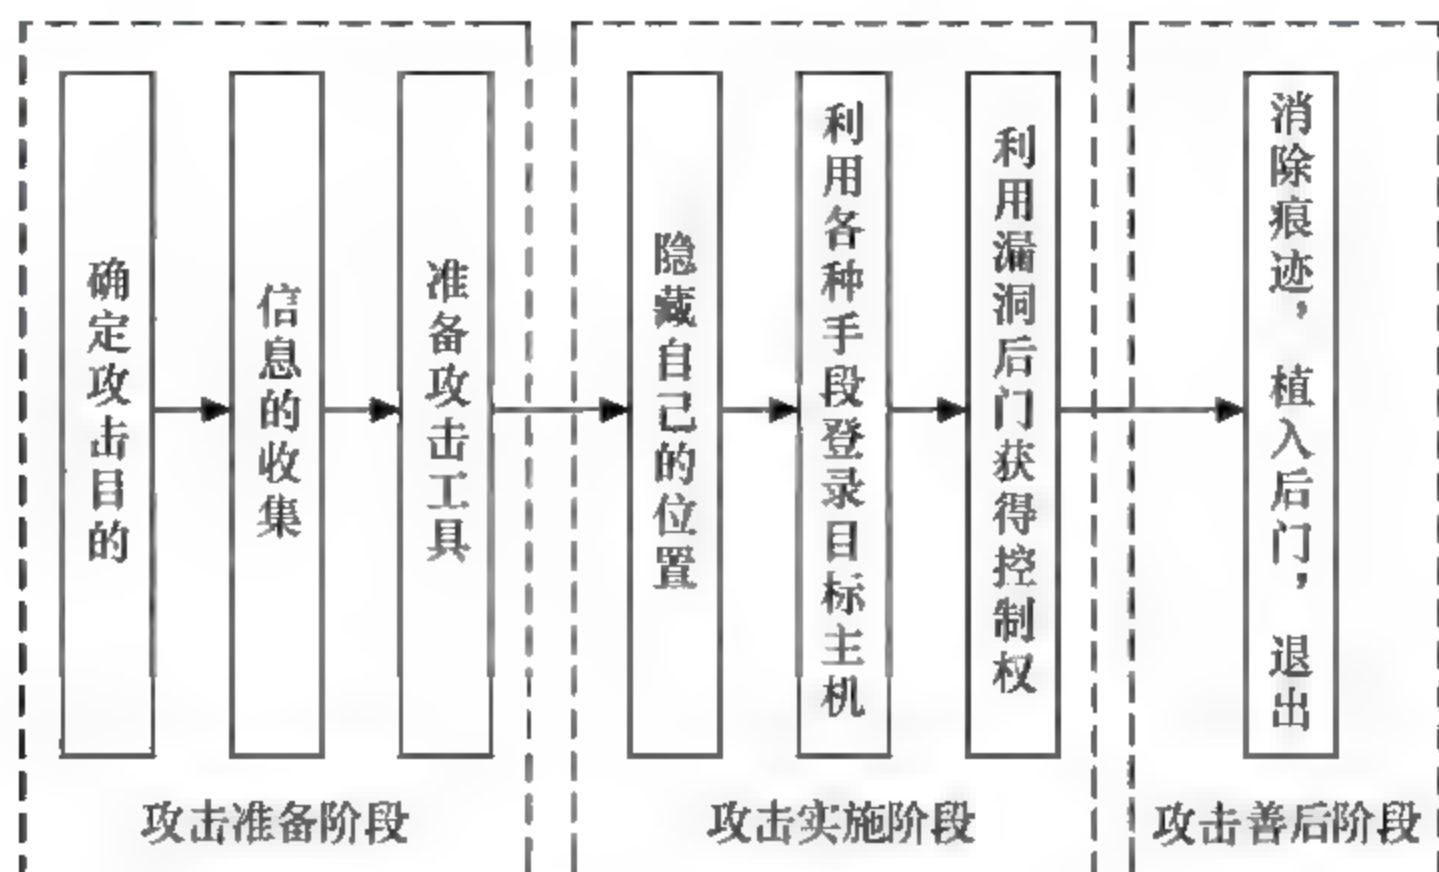 确定攻击目的
信息的收集
准备攻击工具
隐藏自己的位置
利用各种手段登录目标主机
利用漏洞后门获得控制权
消除痕迹，植入后门，退出
攻击准备阶段
攻击实施阶段
攻击善后阶段